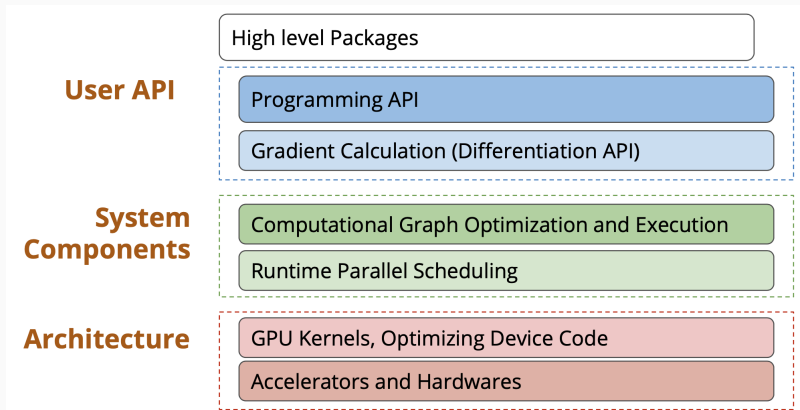 High level Packages
User API
Programming API
Gradient Calculation (Differentiation API)
System
Components
Computational Graph Optimization and Execution
Runtime Parallel Scheduling
Architecture
GPU Kernels, Optimizing Device Code
Accelerators and Hardwares